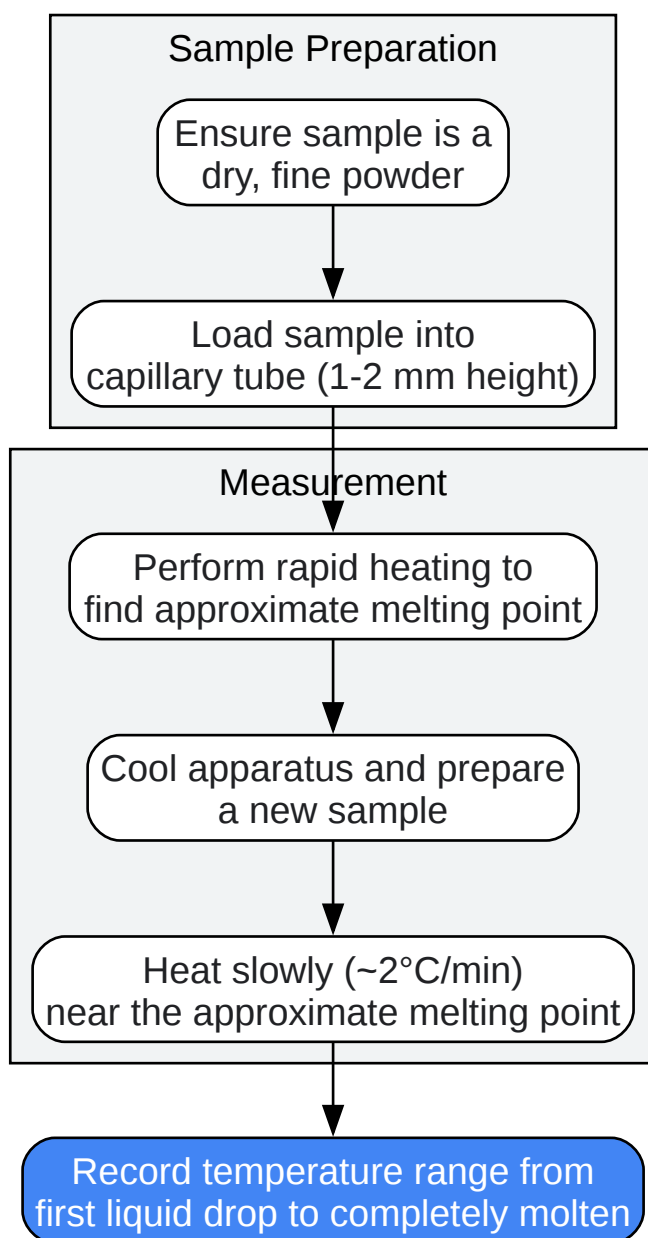 Sample Preparation
Ensure sample is a
dry, fine powder
Load sample into
capillary tube (1-2 mm height)
Measurement
Perform rapid heating to
find approximate melting point
Cool apparatus and prepare
a new sample
Heat slowly (~2°C/min)
near the approximate melting point
Record temperature range from
first liquid drop to completely molten